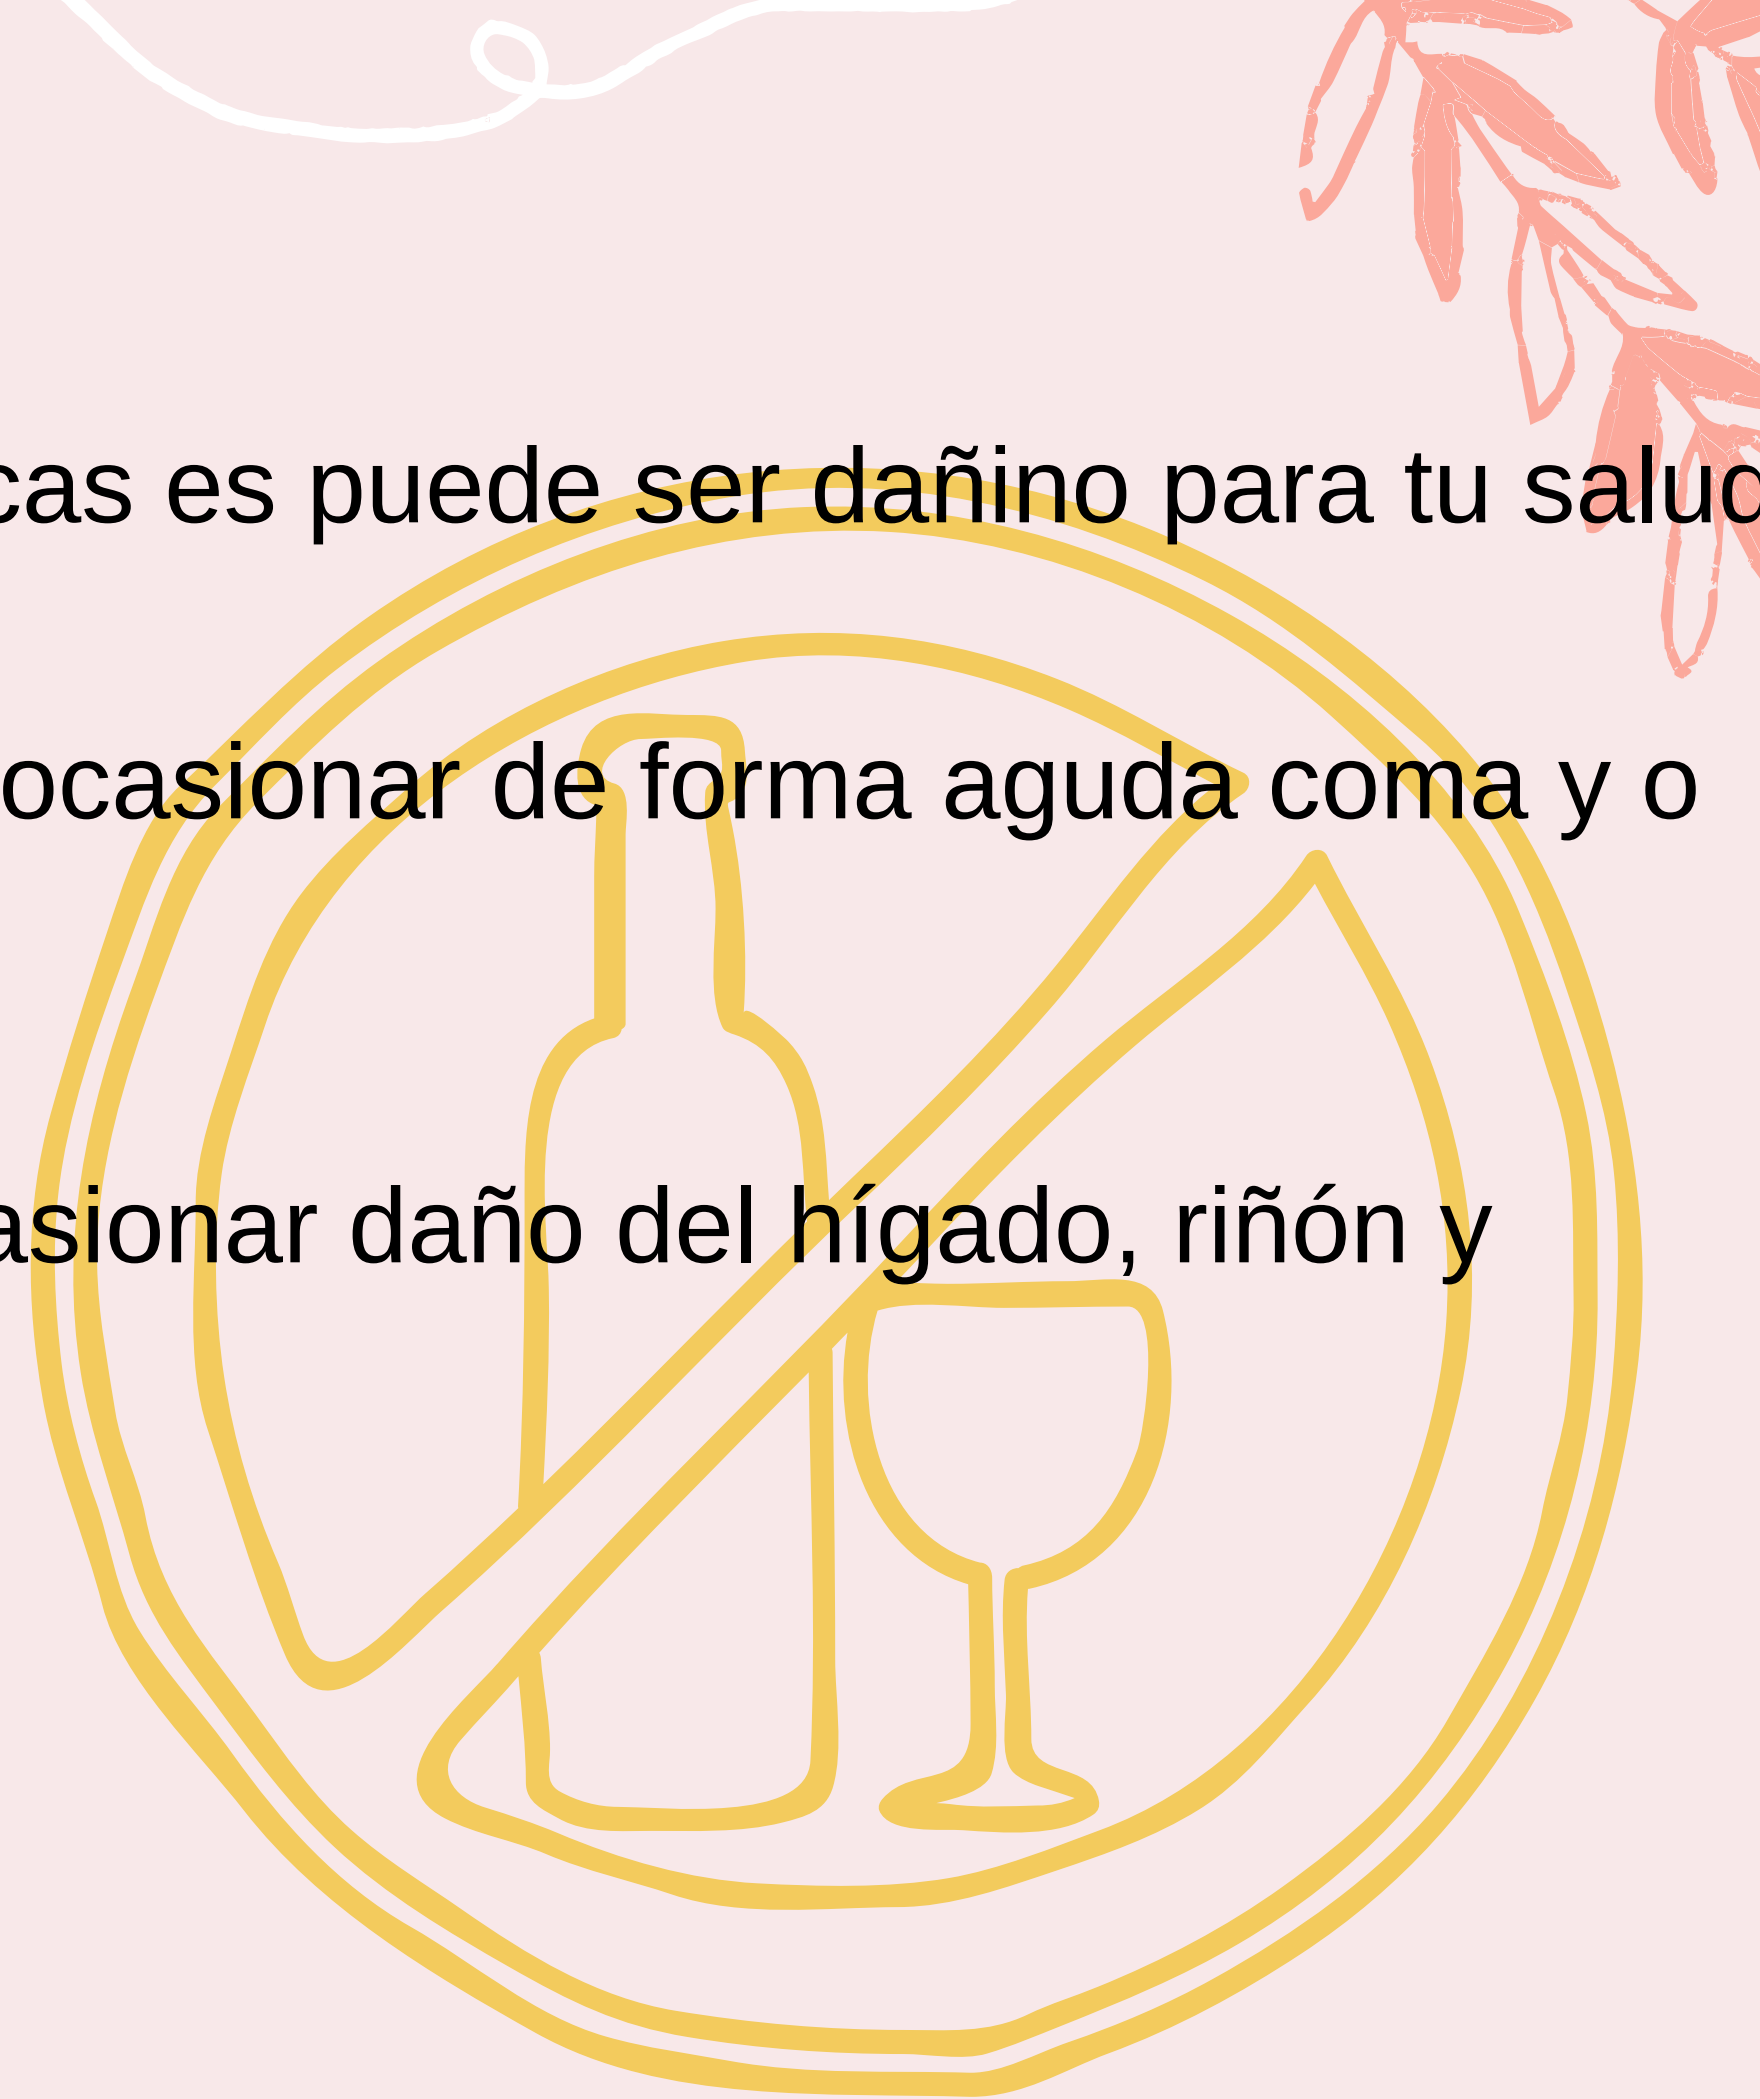 cas es puede ser dañino para tu salud
ocasionar de forma aguda coma y o
asionar daño del hígado, riñón y